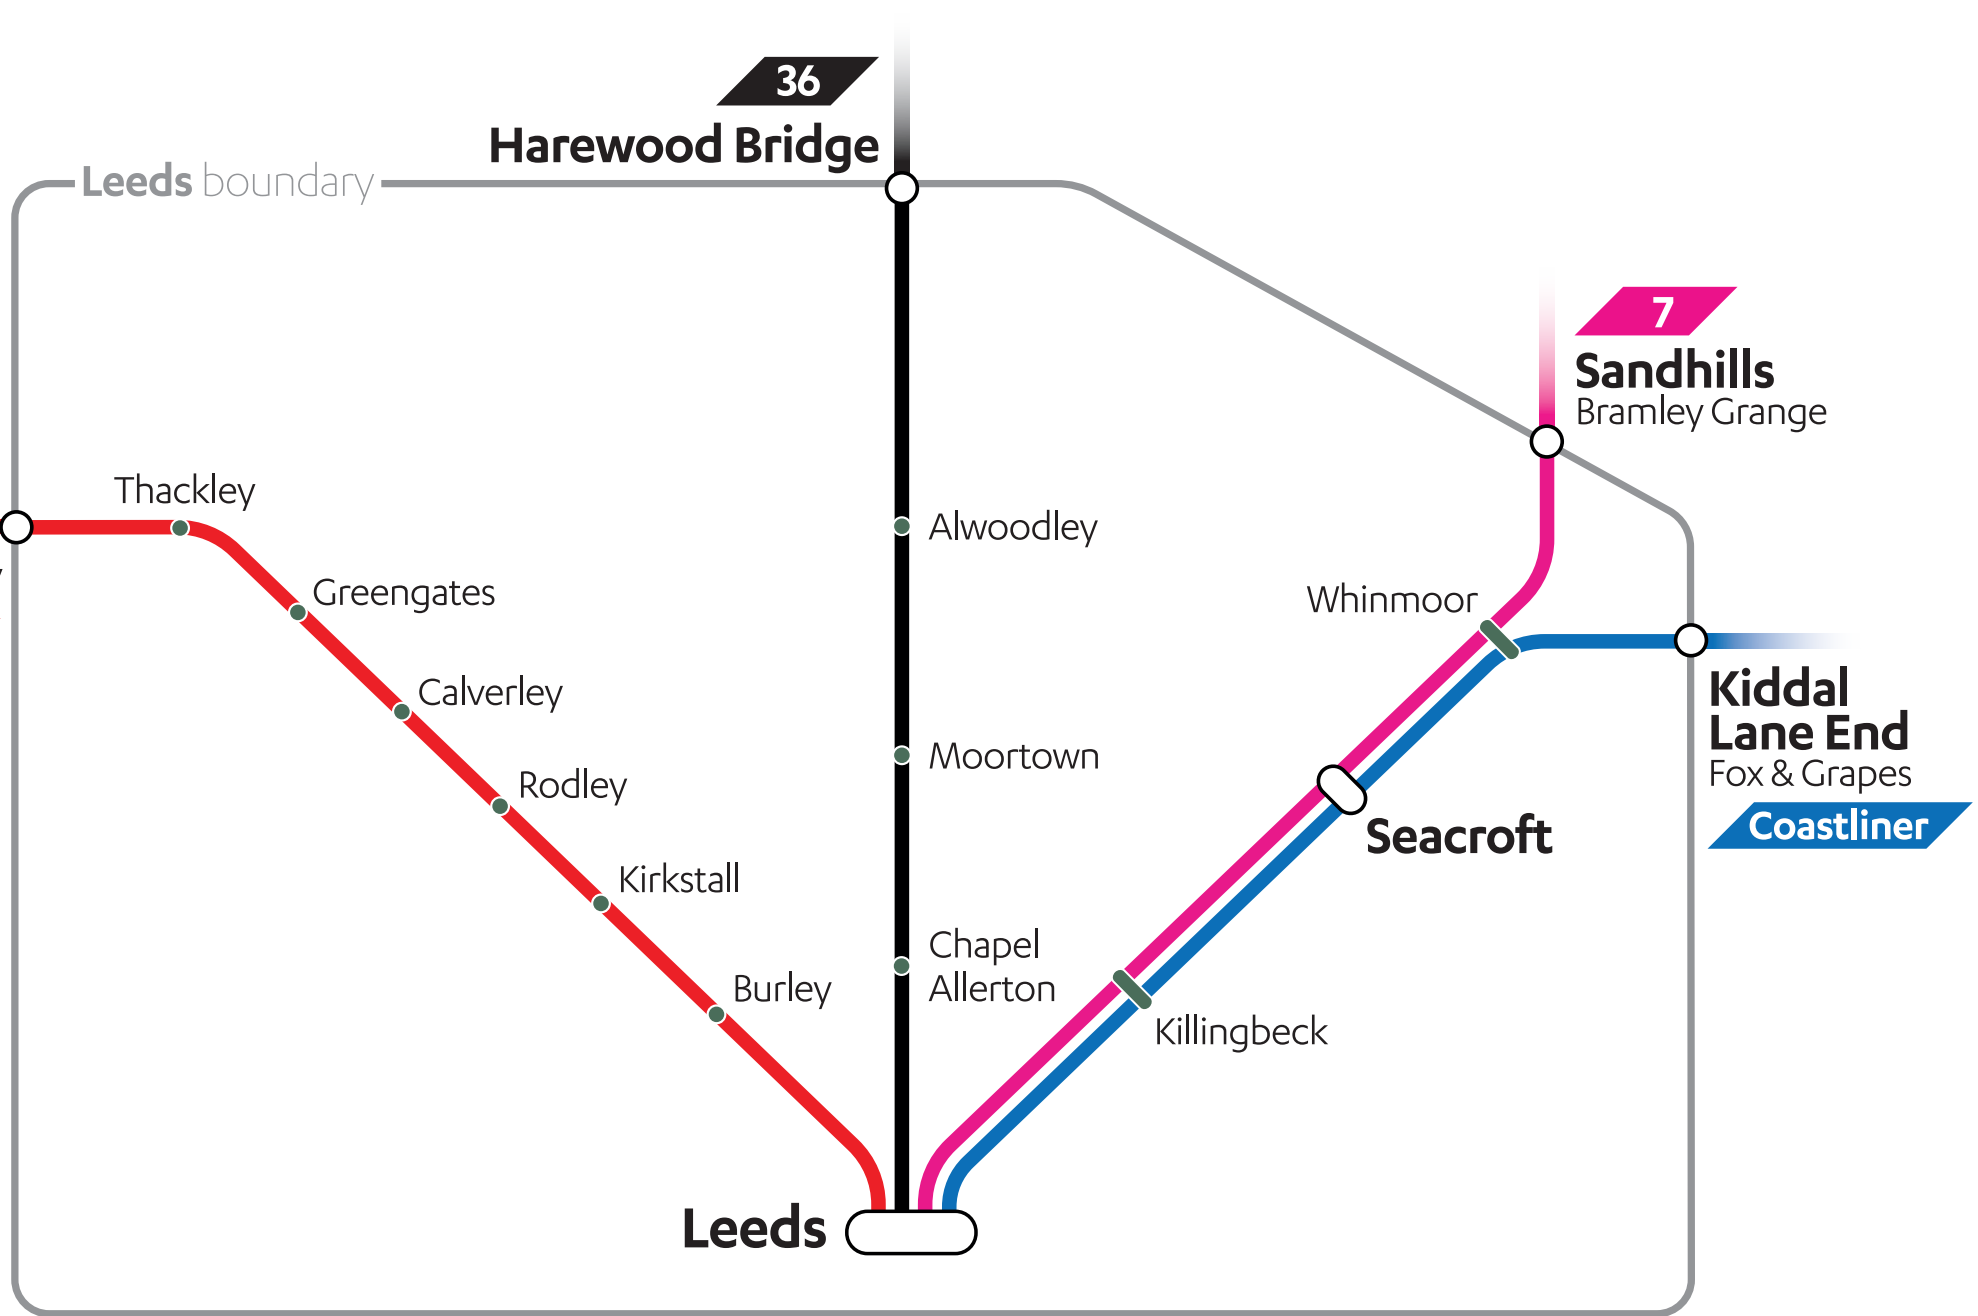 36
Harewood Bridge
Leeds boundary
7
Sandhills
Bramley Grange
Thackley
Alwoodley
Greengates
Whinmoor
Calverley
Kiddal
Lane End
Fox & Grapes
Coastliner
Moortown
Rodley
Seacroft
Kirkstall
Chapel
Allerton
Burley
Killingbeck
Leeds